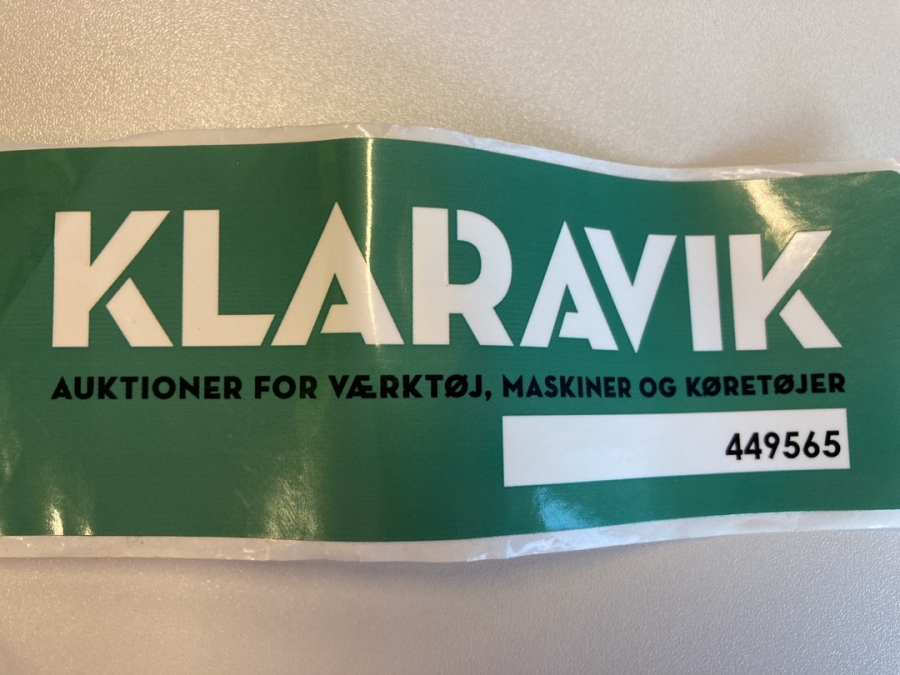 KLARAVIK
AUKTIONER FOR VÆRKTØJ, MASKINER OG KØRETØJER
449565